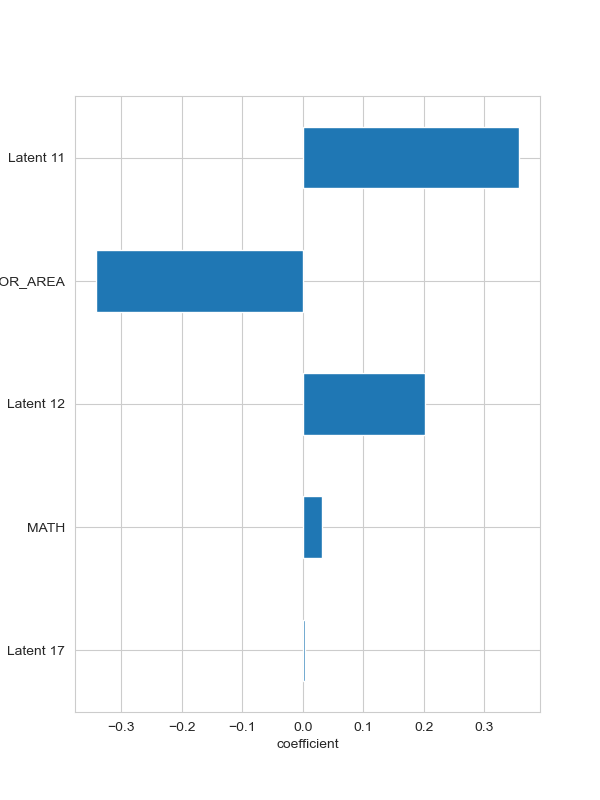 Latent 11
OR_AREA
Latent 12
MATH
Latent 17
−0.3 −0.2 −0.1 0.0 0.1 0.2 0.3
coefficient